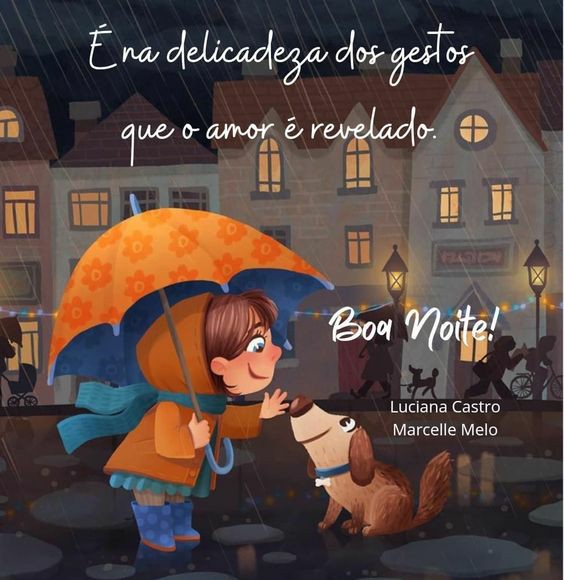 É na delicadeza dos gestos
que o amor é revelado.
Boa Noite!
Luciana Castro
Marcelle Melo